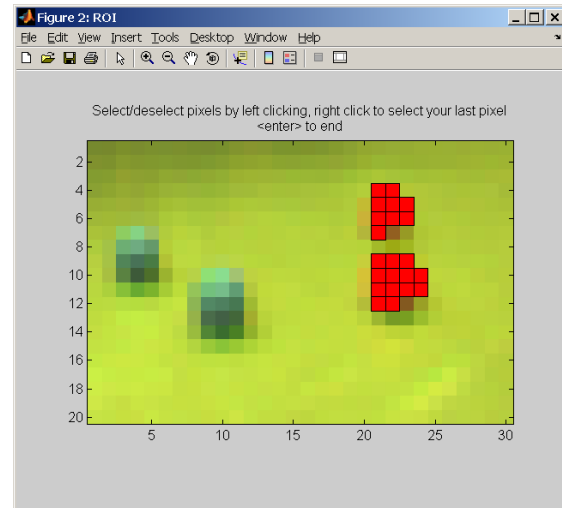 Figure 2: ROI
File Edit View Insert Tools Desktop Window Help
Select/deselect pixels by left clicking, right click to select your last pixel
<enter> to end
2
4
6
8
10
12
14
16
18
20
5 10 15 20 25 30